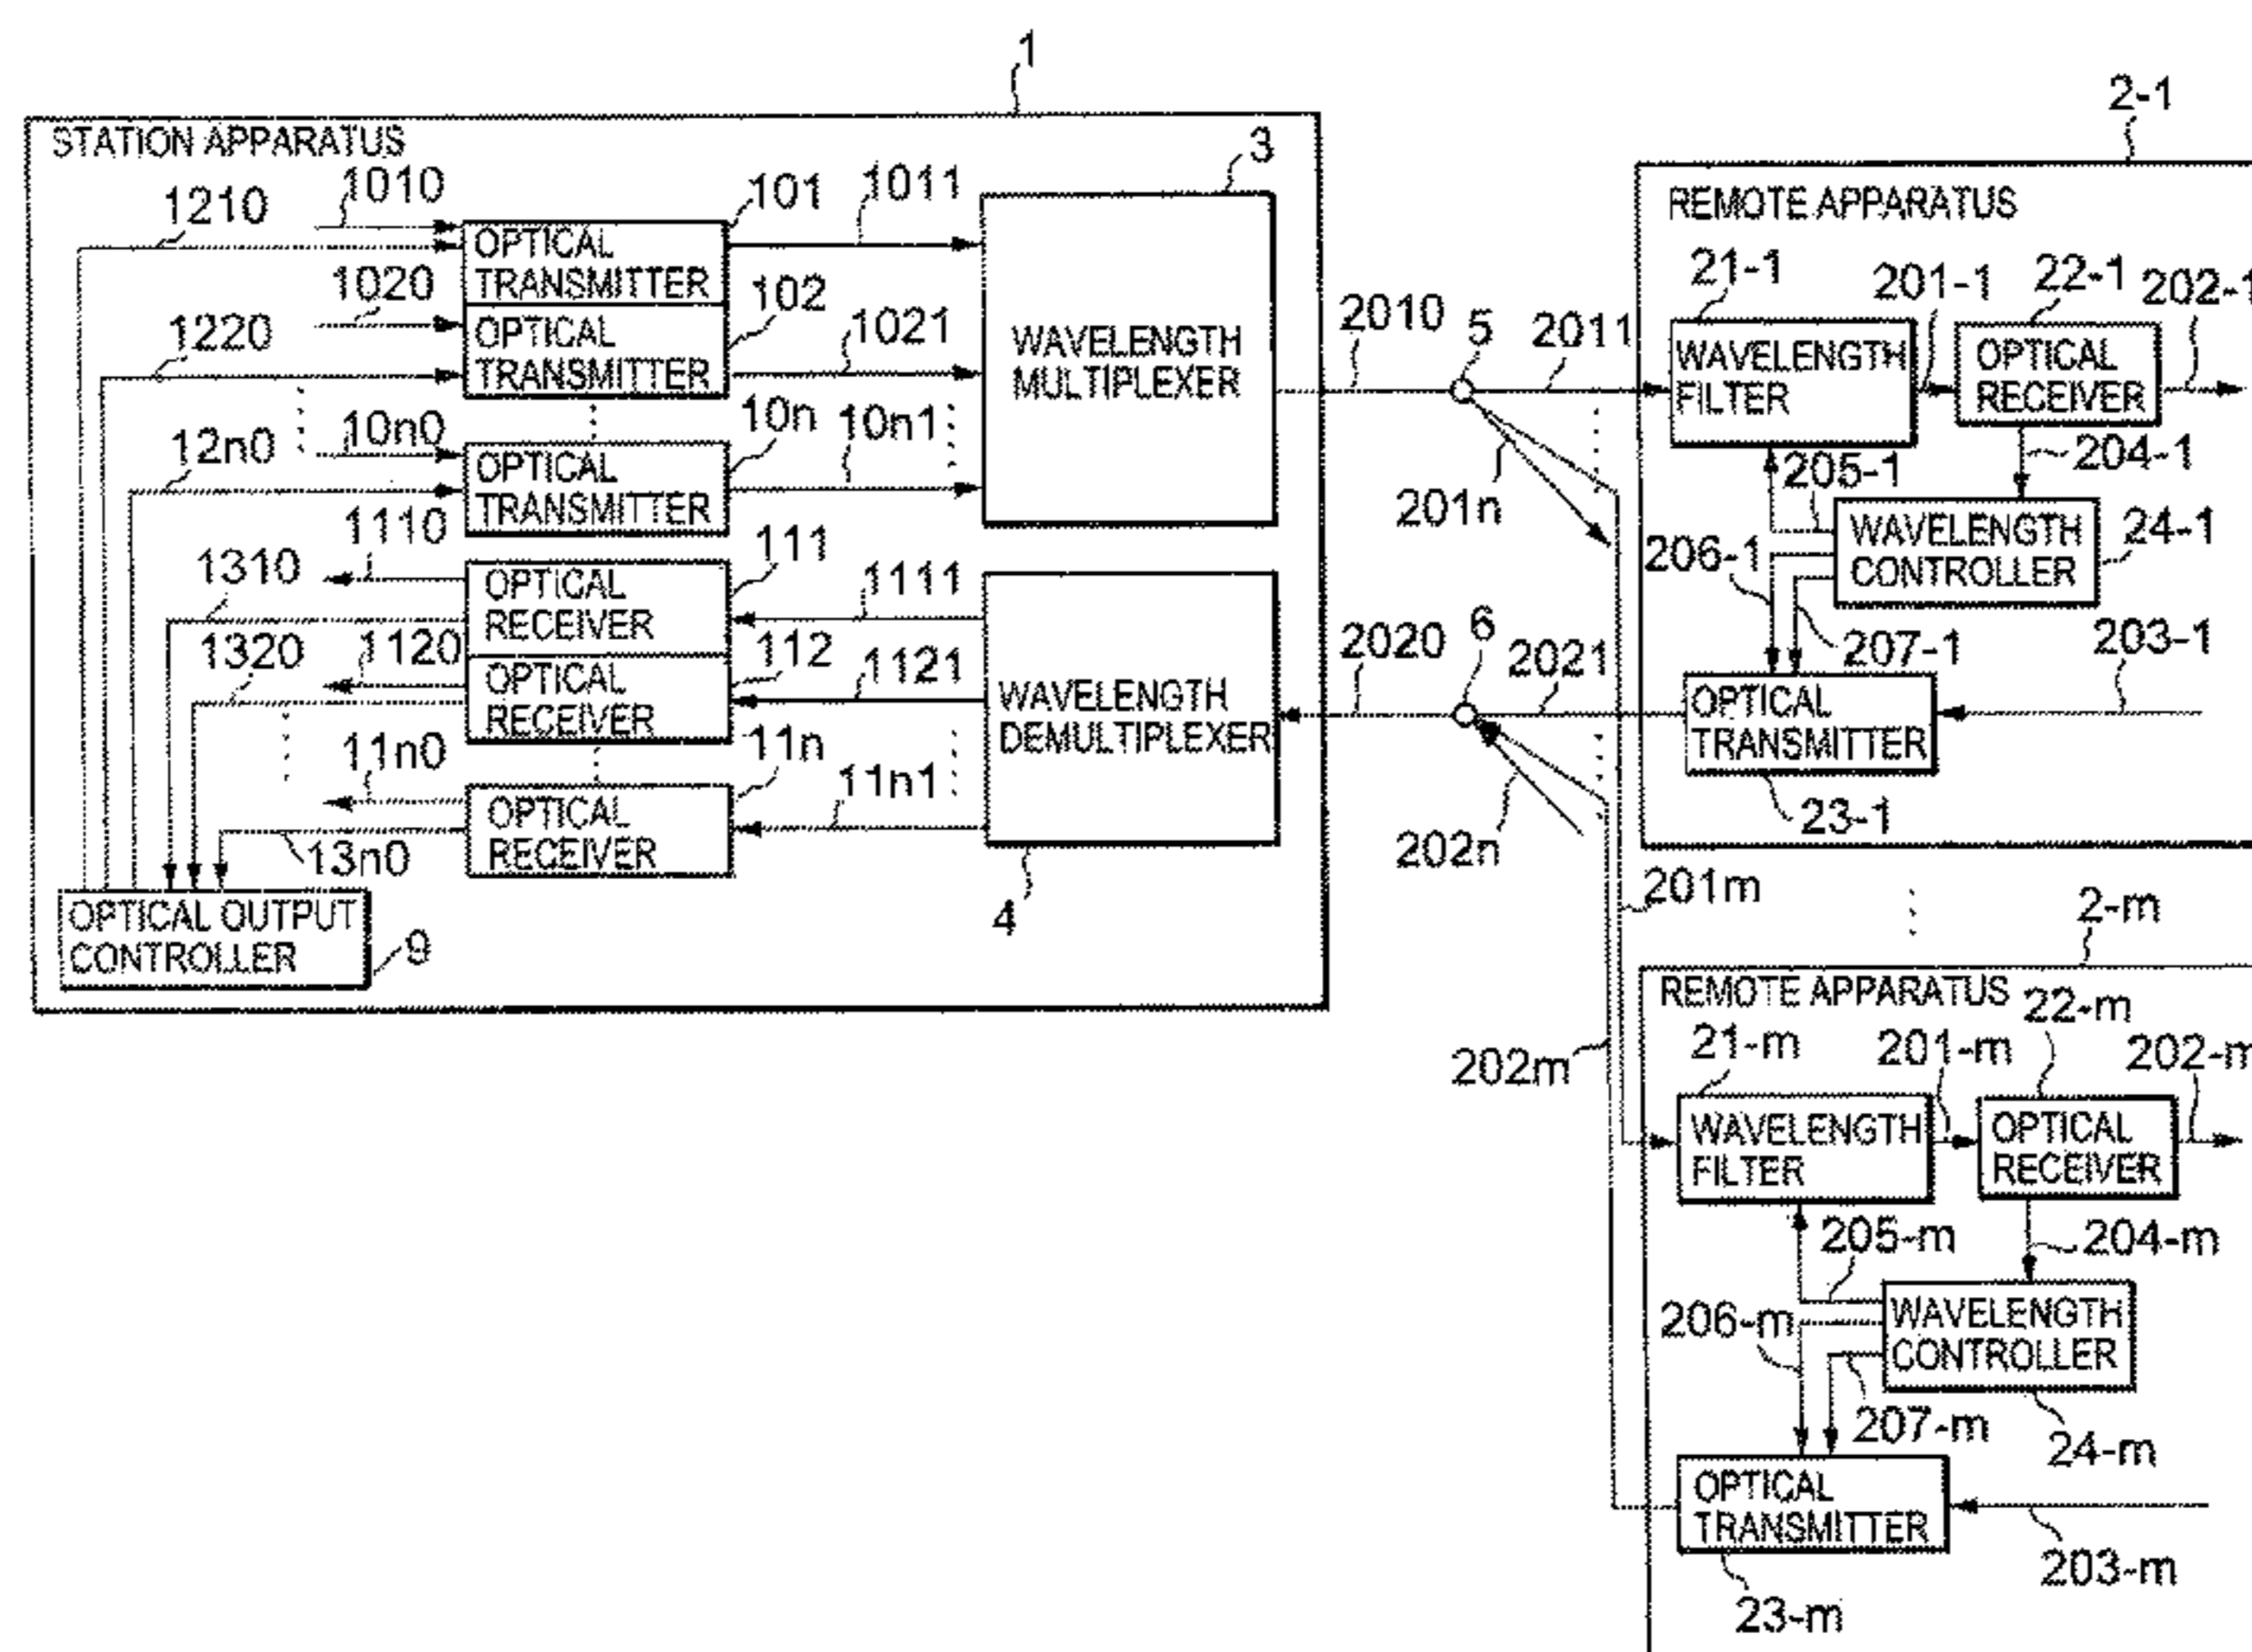 1
STATION APPARATUS
1010
1210
101
1011
3
OPTICAL
TRANSMITTER
1020
102
1220
OPTICAL
TRANSMITTER
1021
WAVELENGTH
MULTIPLEXER
10n0
12n0
10n
10n1
OPTICAL
TRANSMITTER
1110
111
1310
OPTICAL
RECEIVER
1111
1120
112
1320
OPTICAL
RECEIVER
1121
WAVELENGTH
DEMULTIPLEXER
11n0
11n
11n1
OPTICAL
RECEIVER
13n0
4
OPTICAL OUTPUT
CONTROLLER
9
2010
5
2011
201n
2020
6
2021
202n
201m
202m
2-1
REMOTE APPARATUS
21-1
201-1
22-1
202-1
WAVELENGTH
FILTER
OPTICAL
RECEIVER
205-1
204-1
WAVELENGTH
CONTROLLER
24-1
206-1
207-1
203-1
OPTICAL
TRANSMITTER
23-1
2-m
REMOTE APPARATUS
22-m
21-m
201-m
202-m
WAVELENGTH
FILTER
OPTICAL
RECEIVER
205-m
204-m
206-m
WAVELENGTH
CONTROLLER
207-m
24-m
OPTICAL
TRANSMITTER
203-m
23-m